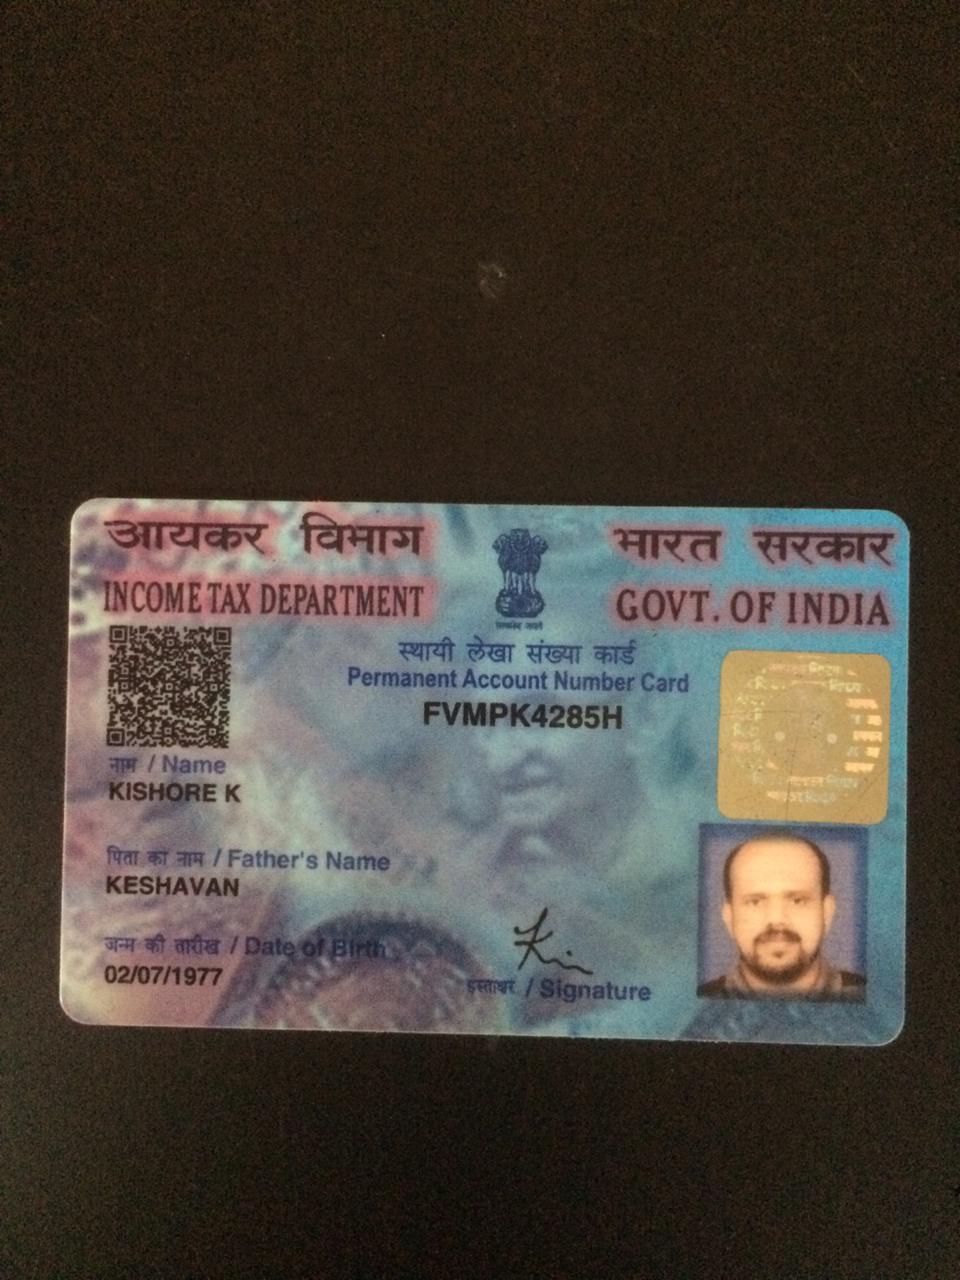 आयकर विभाग
INCOME TAX DEPARTMENT
भारत सरकार
GOVT. OF INDIA
सत्यमेव जयते
स्थायी लेखा संख्या कार्ड
Permanent Account Number Card
FVMPK4285H
नाम / Name
KISHORE K
पिता का नाम / Father's Name
KESHAVAN
जन्म की तारीख / Date of Birth
02/07/1977
हस्ताक्षर / Signature